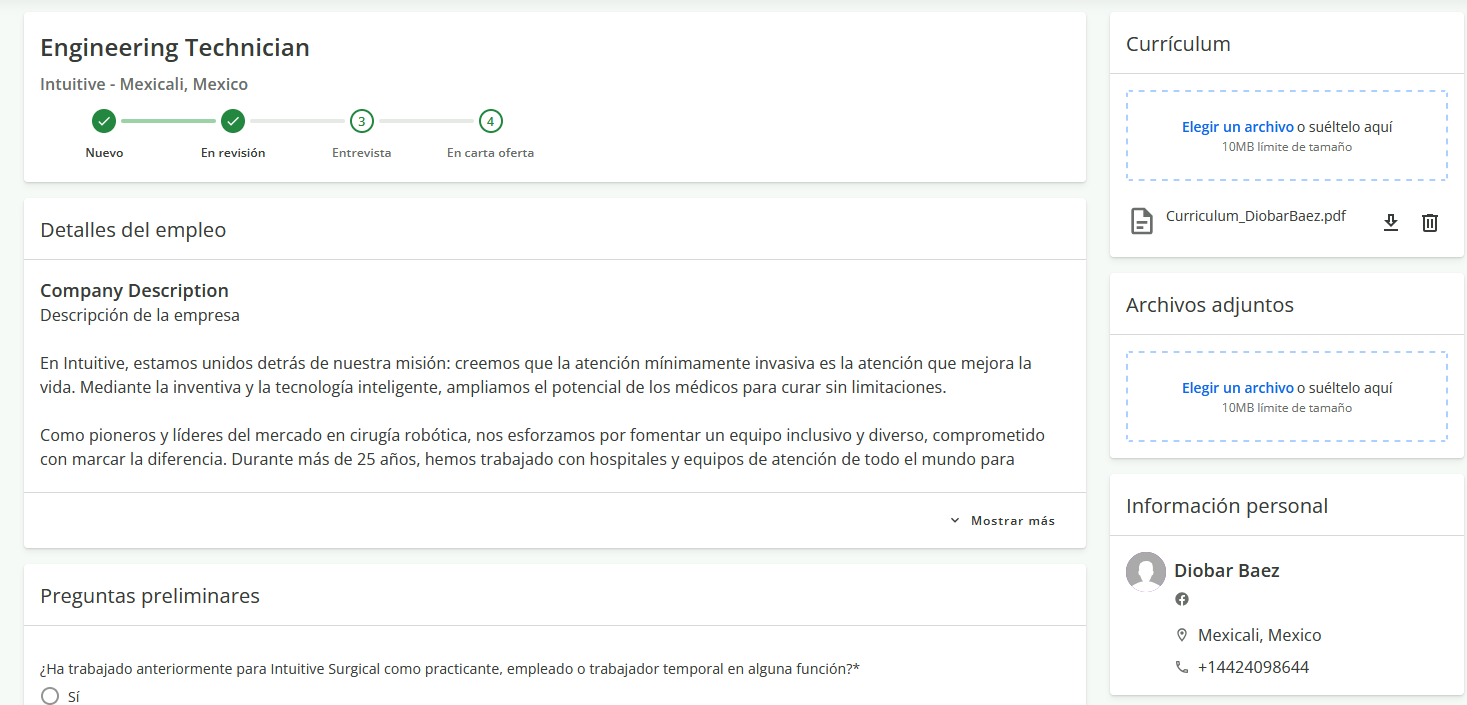 Engineering Technician
Intuitive - Mexicali, Mexico
3
4
Nuevo
En revisión
Entrevista
En carta oferta
Detalles del empleo
Company Description
Descripción de la empresa
En Intuitive, estamos unidos detrás de nuestra misión: creemos que la atención mínimamente invasiva es la atención que mejora la
vida. Mediante la inventiva y la tecnología inteligente, ampliamos el potencial de los médicos para curar sin limitaciones.
Como pioneros y líderes del mercado en cirugía robótica, nos esforzamos por fomentar un equipo inclusivo y diverso, comprometido
con marcar la diferencia. Durante más de 25 años, hemos trabajado con hospitales y equipos de atención de todo el mundo para
Mostrar más
Preguntas preliminares
¿Ha trabajado anteriormente para Intuitive Surgical como practicante, empleado o trabajador temporal en alguna función?*
Sí
Currículum
Elegir un archivo o suéltelo aquí
10MB límite de tamaño
Curriculum_DiobarBaez.pdf
Archivos adjuntos
Elegir un archivo o suéltelo aquí
10MB límite de tamaño
Información personal
Diobar Baez
Mexicali, Mexico
+14424098644